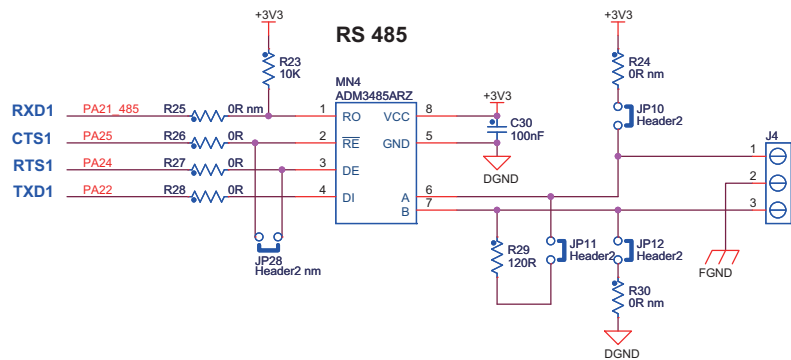 RS 485
+3V3
R23
10K
MN4
ADM3485ARZ
RXD1 PA21_485 R25 0R nm 1 RO VCC 8
CTS1 PA25 R26 0R 2 RE GND 5
RTS1 PA24 R27 0R 3 DE
TXD1 PA22 R28 0R 4 DI A 6
B 7
JP28
Header2 nm
+3V3
C30
100nF
DGND
+3V3
R24
0R nm
JP10
Header2
J4
1
2
3
R29
120R
JP11
Header2
JP12
Header2
R30
0R nm
DGND
FGND